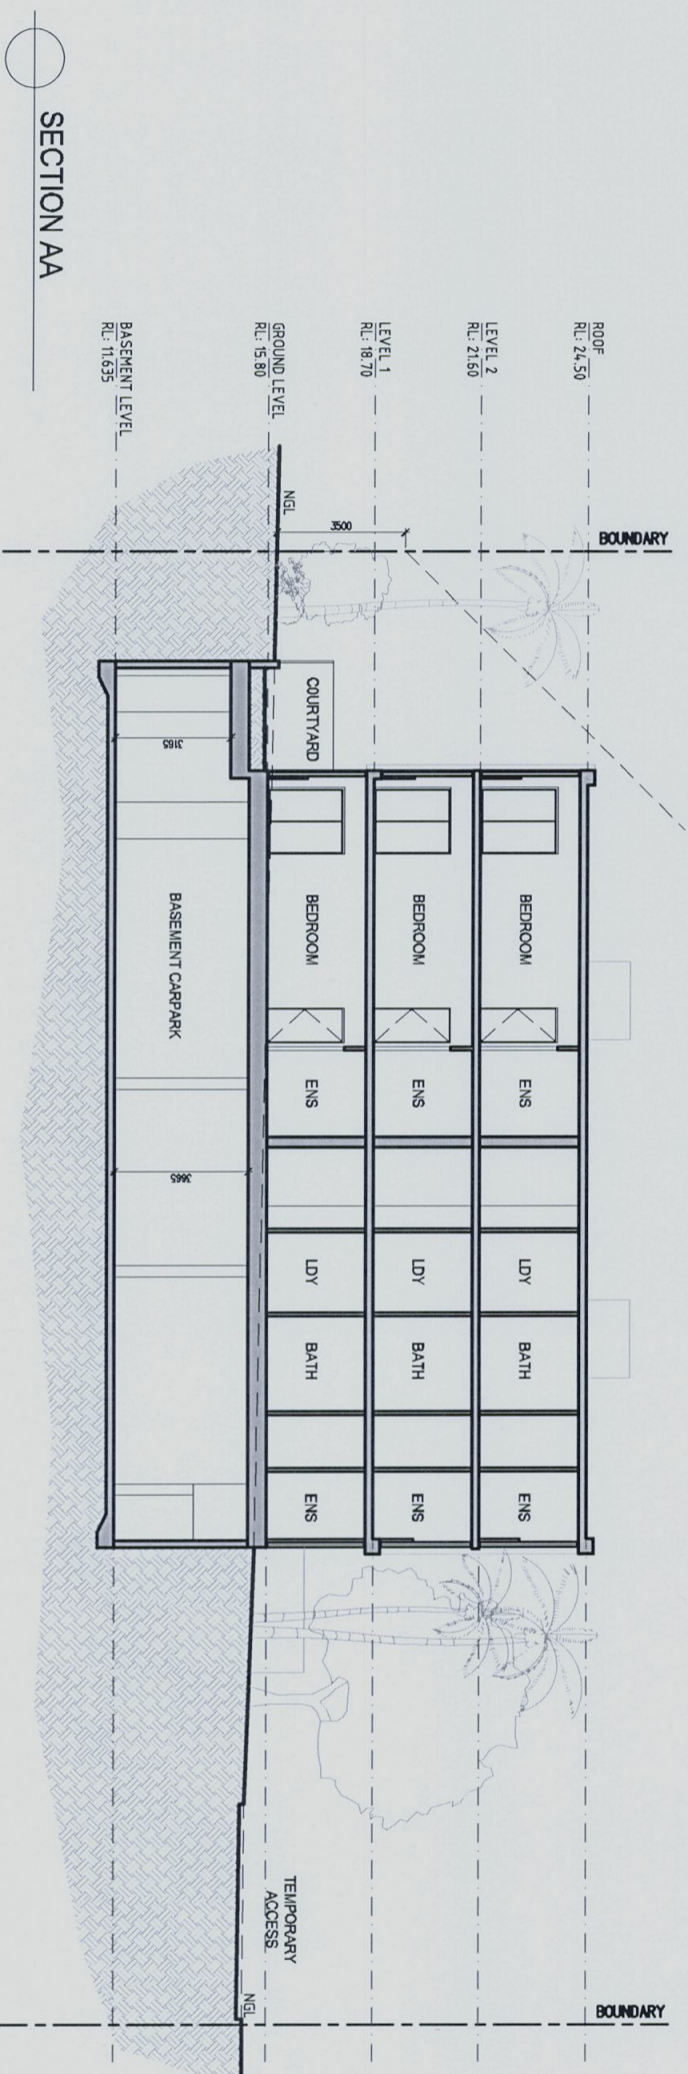 ROOF
RL: 24.50
LEVEL 2
RL: 21.60
LEVEL 1
RL: 18.70
GROUND LEVEL
RL: 15.80
BASEMENT LEVEL
RL: 11.635
BOUNDARY
BOUNDARY
NGL
3500
COURTYARD
BEDROOM
ENS
LDY
BATH
ENS
BEDROOM
ENS
LDY
BATH
ENS
BEDROOM
ENS
LDY
BATH
ENS
3165
BASEMENT CARPARK
3665
TEMPORARY
ACCESS
NGL
SECTION AA